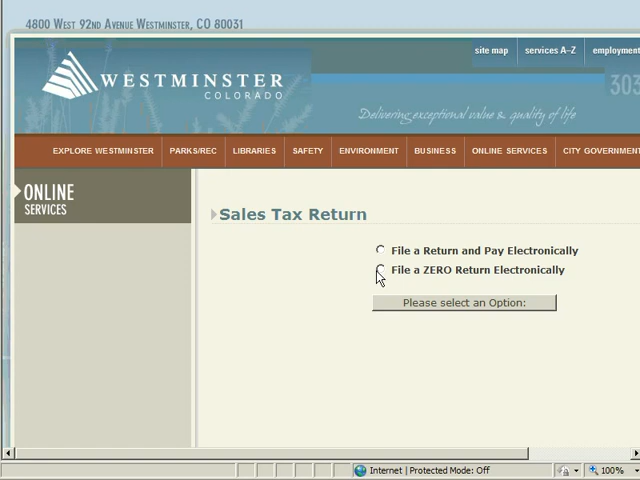 4800 West 92nd Avenue Westminster, CO 80031
site map
services A–Z
employment
WESTMINSTER
COLORADO
303
Delivering exceptional value & quality of life
EXPLORE WESTMINSTER
PARKS/REC
LIBRARIES
SAFETY
ENVIRONMENT
BUSINESS
ONLINE SERVICES
CITY GOVERNMENT
ONLINE
SERVICES
Sales Tax Return
File a Return and Pay Electronically
File a ZERO Return Electronically
Please select an Option:
Internet | Protected Mode: Off
100%